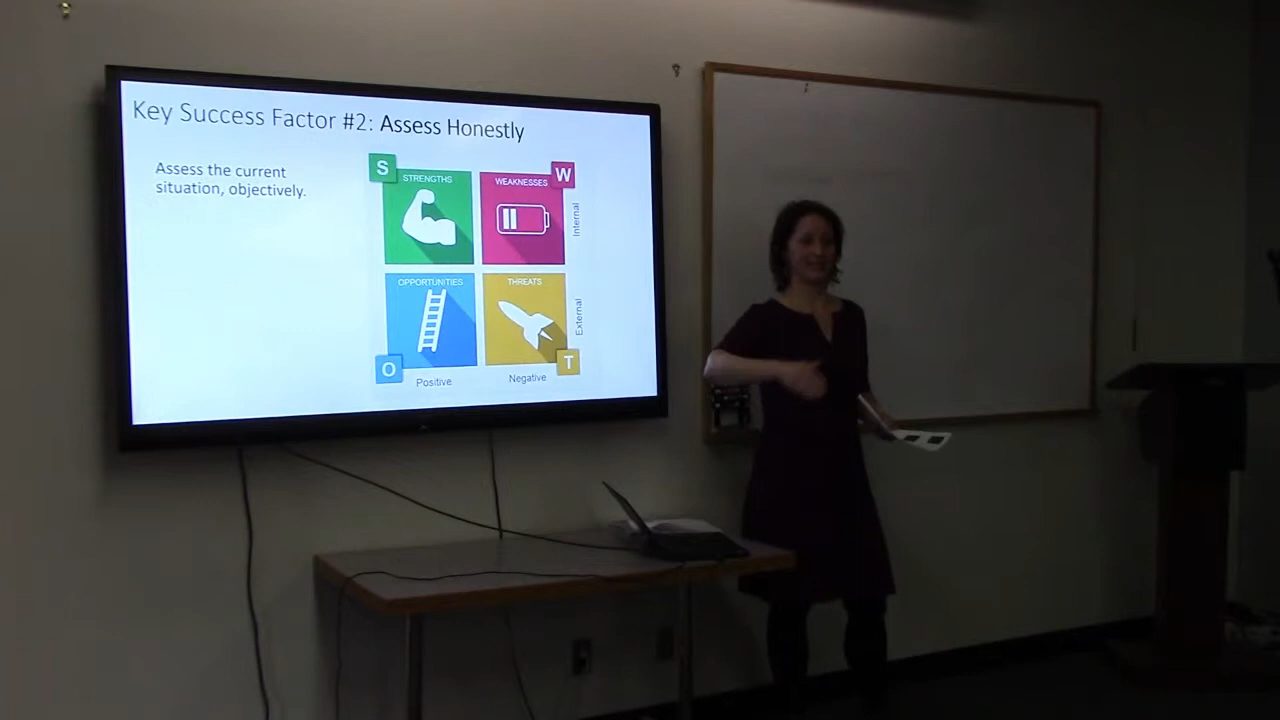 Key Success Factor #2: Assess Honestly
Assess the current
situation, objectively.
S
STRENGTHS
W
WEAKNESSES
Internal
OPPORTUNITIES
THREATS
External
O
T
Positive
Negative